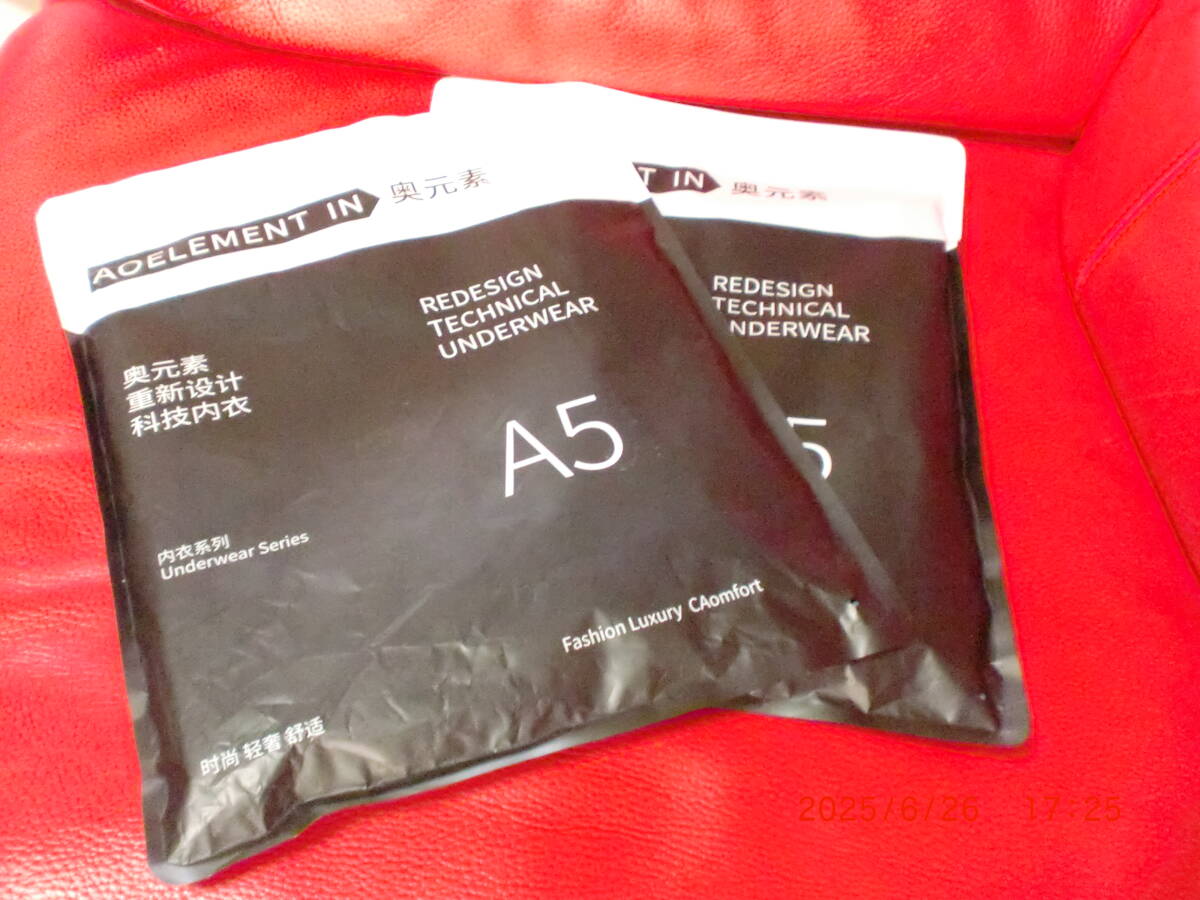 AOELEMENT IN 奥元素
REDESIGN
TECHNICAL
UNDERWEAR
奥元素
重新设计
科技内衣
A5
内衣系列
Underwear Series
Fashion Luxury CAomfort
时尚 轻奢 舒适
T IN 奥元素
REDESIGN
TECHNICAL
NDERWEAR
5
2025/6/26 17:25